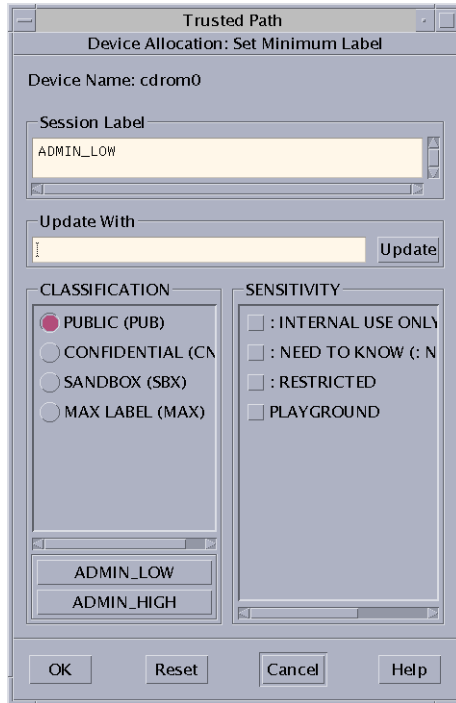 Trusted Path
Device Allocation: Set Minimum Label
Device Name: cdrom0
Session Label
ADMIN_LOW
Update With
Update
CLASSIFICATION
PUBLIC (PUB)
CONFIDENTIAL (CN
SANDBOX (SBX)
MAX LABEL (MAX)
ADMIN_LOW
ADMIN_HIGH
SENSITIVITY
: INTERNAL USE ONLY
: NEED TO KNOW (: N
: RESTRICTED
PLAYGROUND
OK Reset Cancel Help